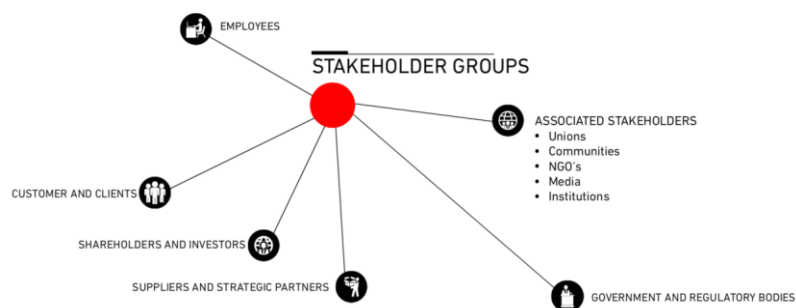 EMPLOYEES
STAKEHOLDER GROUPS
ASSOCIATED STAKEHOLDERS
• Unions
• Communities
• NGO's
• Media
• Institutions
CUSTOMER AND CLIENTS
SHAREHOLDERS AND INVESTORS
SUPPLIERS AND STRATEGIC PARTNERS
GOVERNMENT AND REGULATORY BODIES